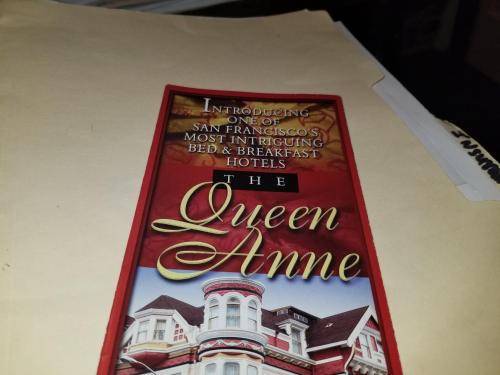 INTRODUCING
ONE OF
SAN FRANCISCO'S
MOST INTRIGUING
BED & BREAKFAST
HOTELS
THE
Queen
Anne